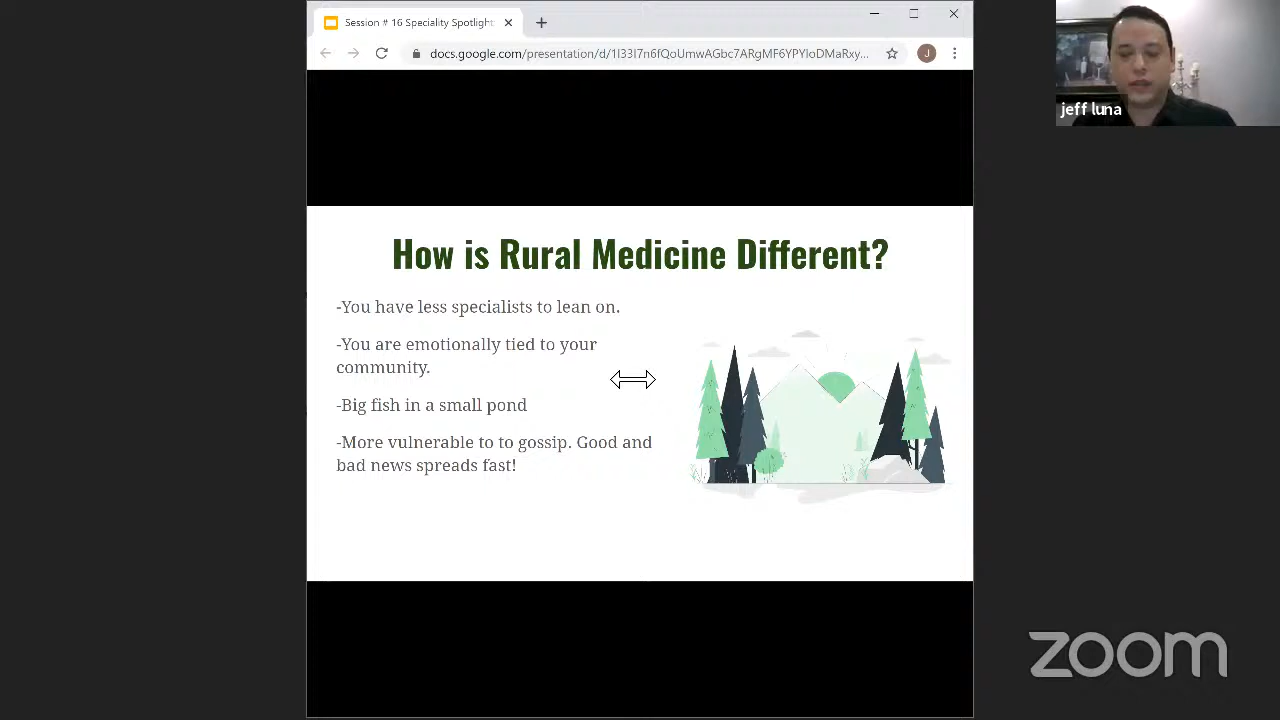 Session # 16 Speciality Spotlight
docs.google.com/presentation/d/1I33I7n6fQoUmwAGbc7ARgMF6YPYIoDMaRxy...
J
jeff luna
How is Rural Medicine Different?
-You have less specialists to lean on.
-You are emotionally tied to your
community.
-Big fish in a small pond
-More vulnerable to to gossip. Good and
bad news spreads fast!
zoom